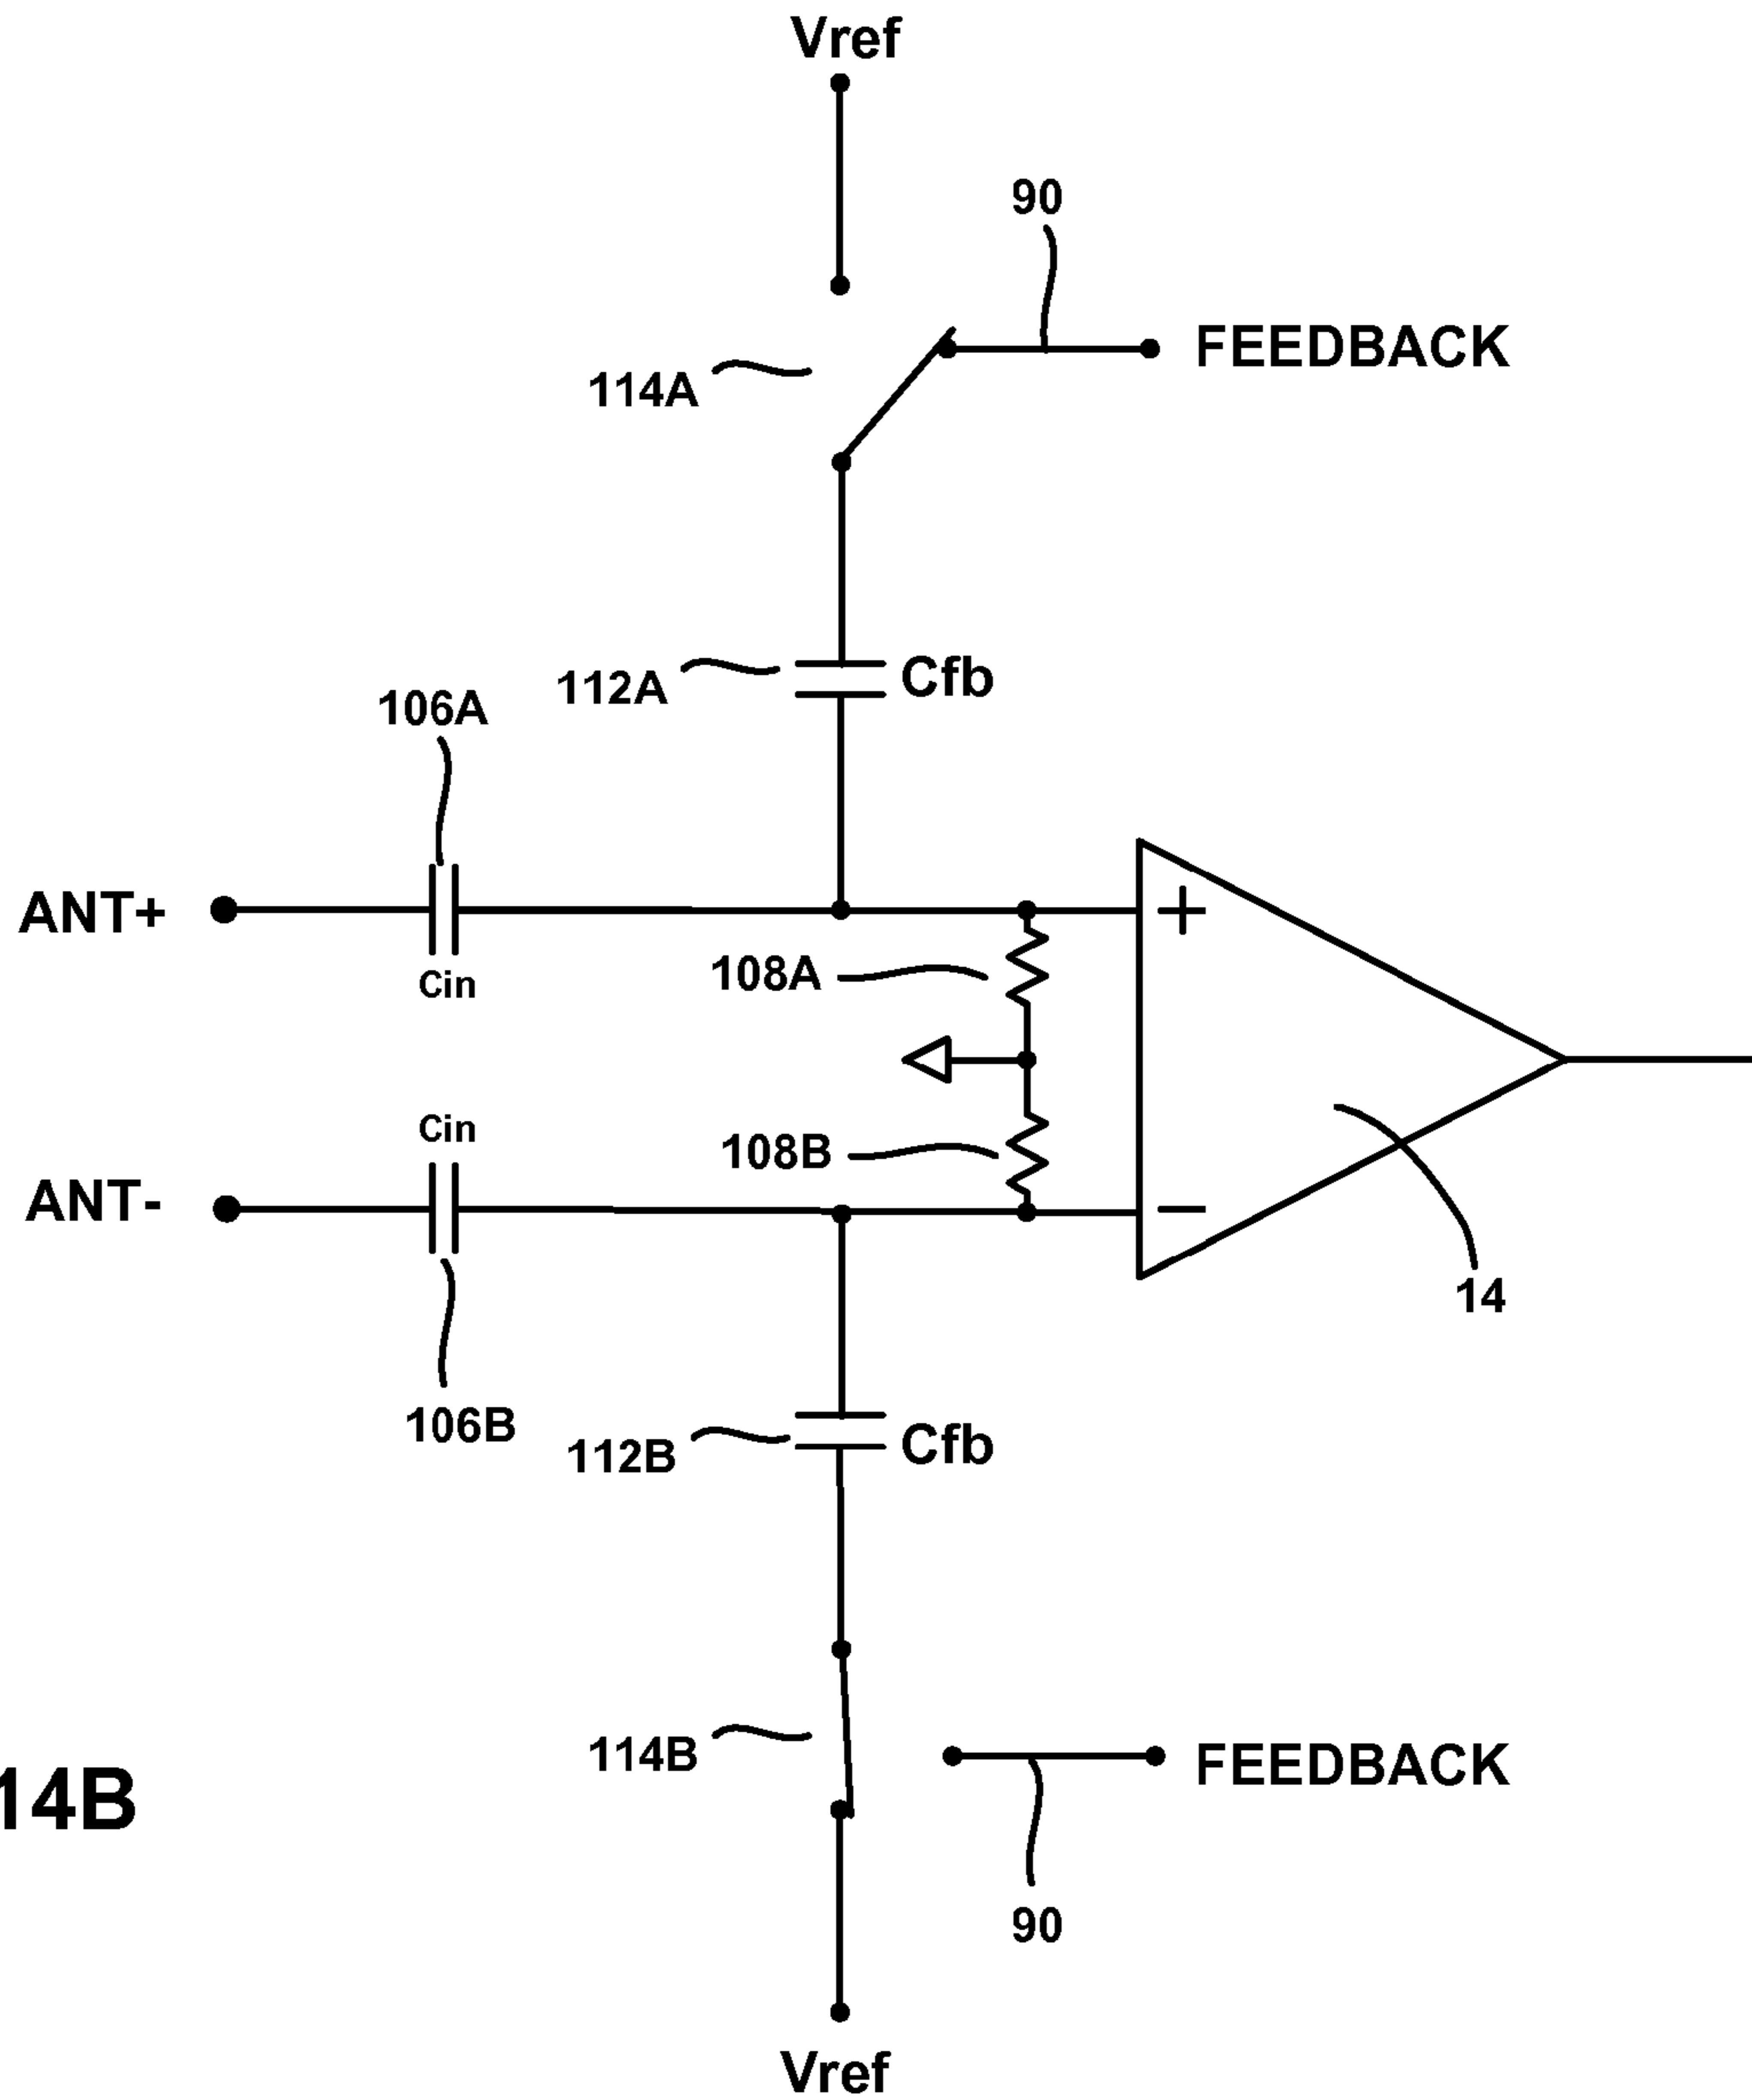 Vref
90
FEEDBACK
114A
112A
Cfb
106A
ANT+
+
Cin
108A
Cin
108B
ANT-
−
14
106B
112B
Cfb
114B
FEEDBACK
14B
90
Vref